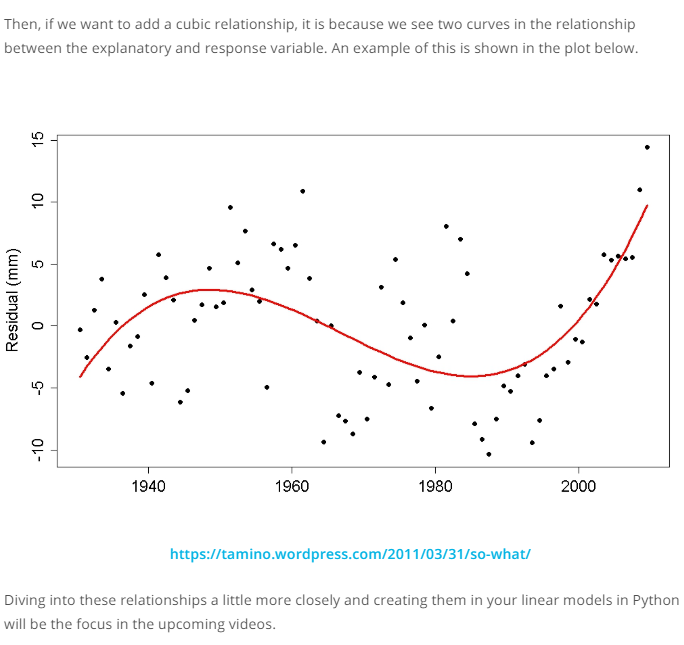 Then, if we want to add a cubic relationship, it is because we see two curves in the relationship
between the explanatory and response variable. An example of this is shown in the plot below.
15
10
5
0
-5
-10
Residual (mm)
1940 1960 1980 2000
https://tamino.wordpress.com/2011/03/31/so-what/
Diving into these relationships a little more closely and creating them in your linear models in Python
will be the focus in the upcoming videos.